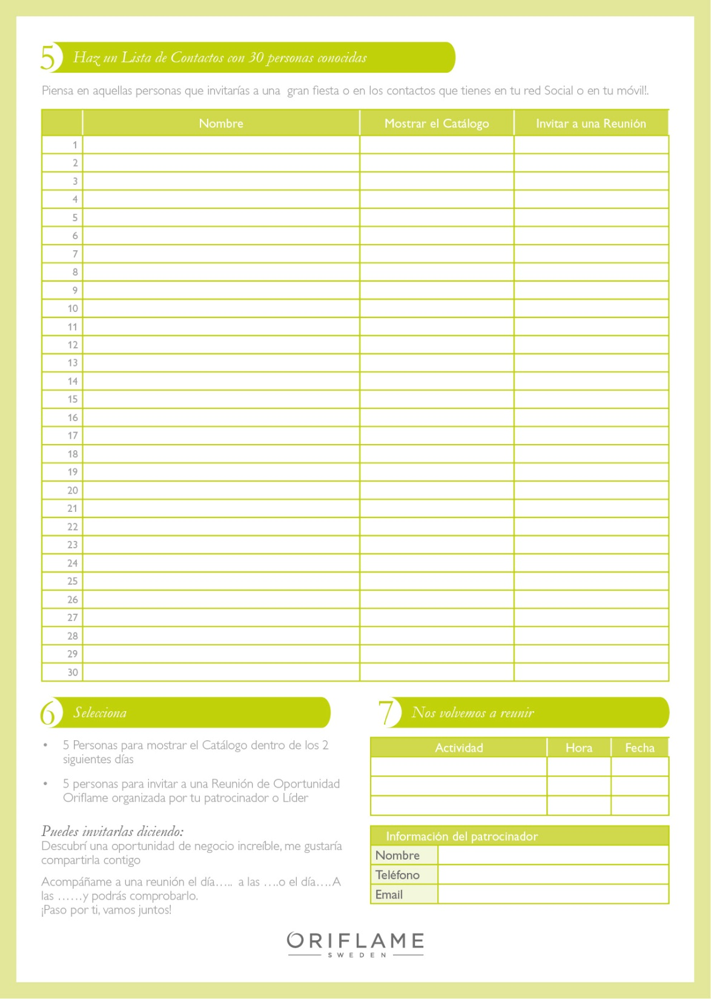 5 Haz un Lista de Contactos con 30 personas conocidas
Piensa en aquellas personas que invitarías a una gran fiesta o en los contactos que tienes en tu red Social o en tu móvil!.
Nombre Mostrar el Catálogo Invitar a una Reunión
1
2
3
4
5
6
7
8
9
10
11
12
13
14
15
16
17
18
19
20
21
22
23
24
25
26
27
28
29
30
6 Selecciona
• 5 Personas para mostrar el Catálogo dentro de los 2
siguientes días
• 5 personas para invitar a una Reunión de Oportunidad
Oriflame organizada por tu patrocinador o Líder
Puedes invitarlas diciendo:
Descubrí una oportunidad de negocio increíble, me gustaría
compartirla contigo
Acompáñame a una reunión el día….. a las ….o el día…. A
las ……y podrás comprobarlo.
¡Paso por ti, vamos juntos!
7 Nos volvemos a reunir
Actividad Hora Fecha
Información del patrocinador
Nombre
Teléfono
Email
ORIFLAME
SWEDEN